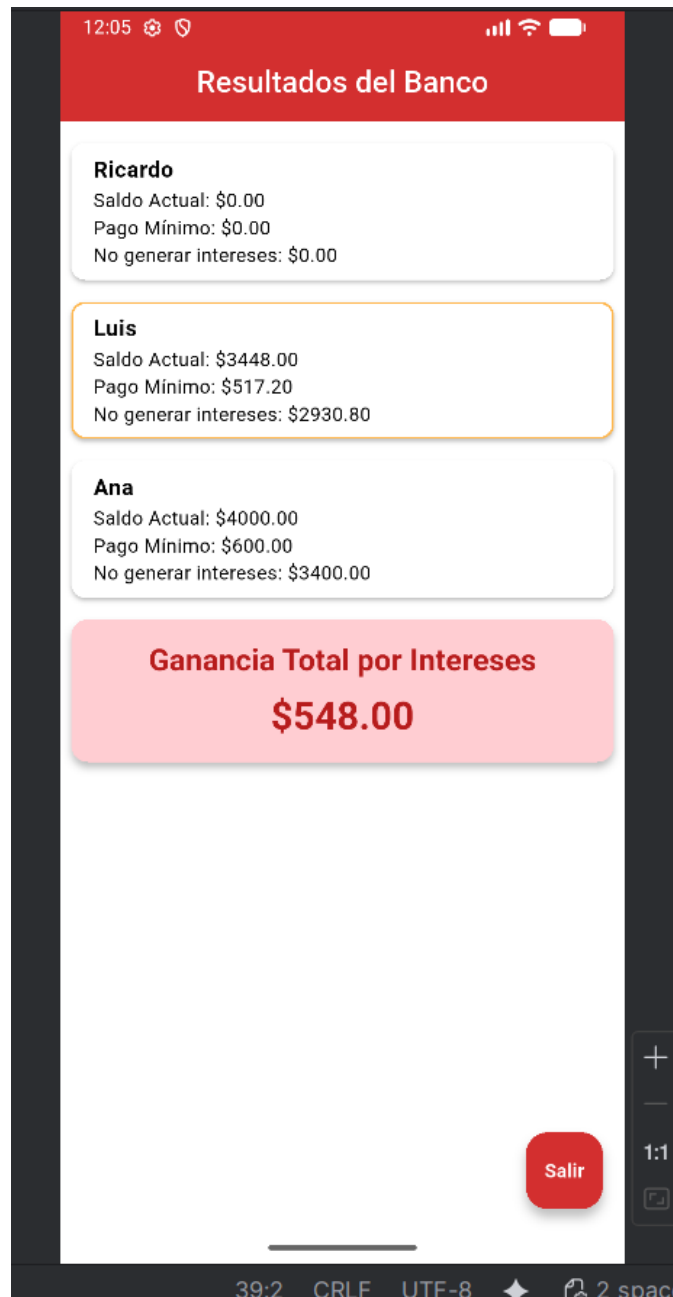 12:05
Resultados del Banco
Ricardo
Saldo Actual: $0.00
Pago Mínimo: $0.00
No generar intereses: $0.00
Luis
Saldo Actual: $3448.00
Pago Mínimo: $517.20
No generar intereses: $2930.80
Ana
Saldo Actual: $4000.00
Pago Mínimo: $600.00
No generar intereses: $3400.00
Ganancia Total por Intereses
$548.00
1:1
Salir
39:2 CRLF UTF-8 2 spac